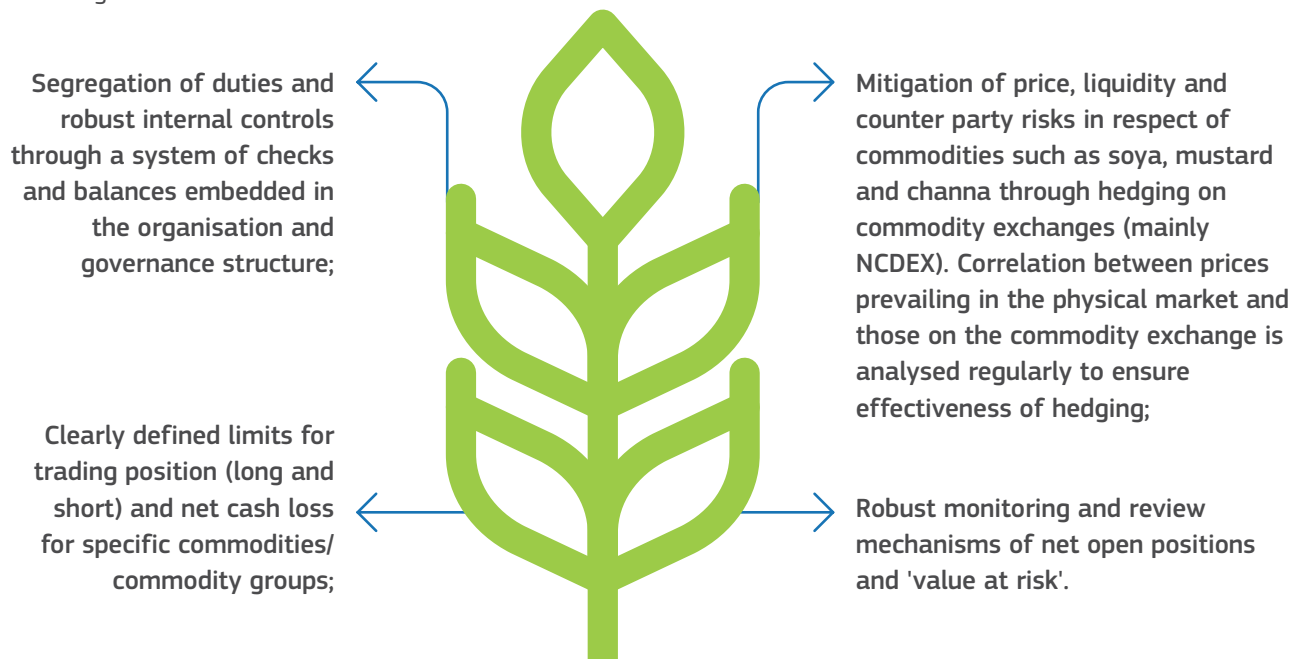 Segregation of duties and
robust internal controls
through a system of checks
and balances embedded in
the organisation and
governance structure;
Mitigation of price, liquidity and
counter party risks in respect of
commodities such as soya, mustard
and channa through hedging on
commodity exchanges (mainly
NCDEX). Correlation between prices
prevailing in the physical market and
those on the commodity exchange is
analysed regularly to ensure
effectiveness of hedging;
Clearly defined limits for
trading position (long and
short) and net cash loss
for specific commodities/
commodity groups;
Robust monitoring and review
mechanisms of net open positions
and 'value at risk'.